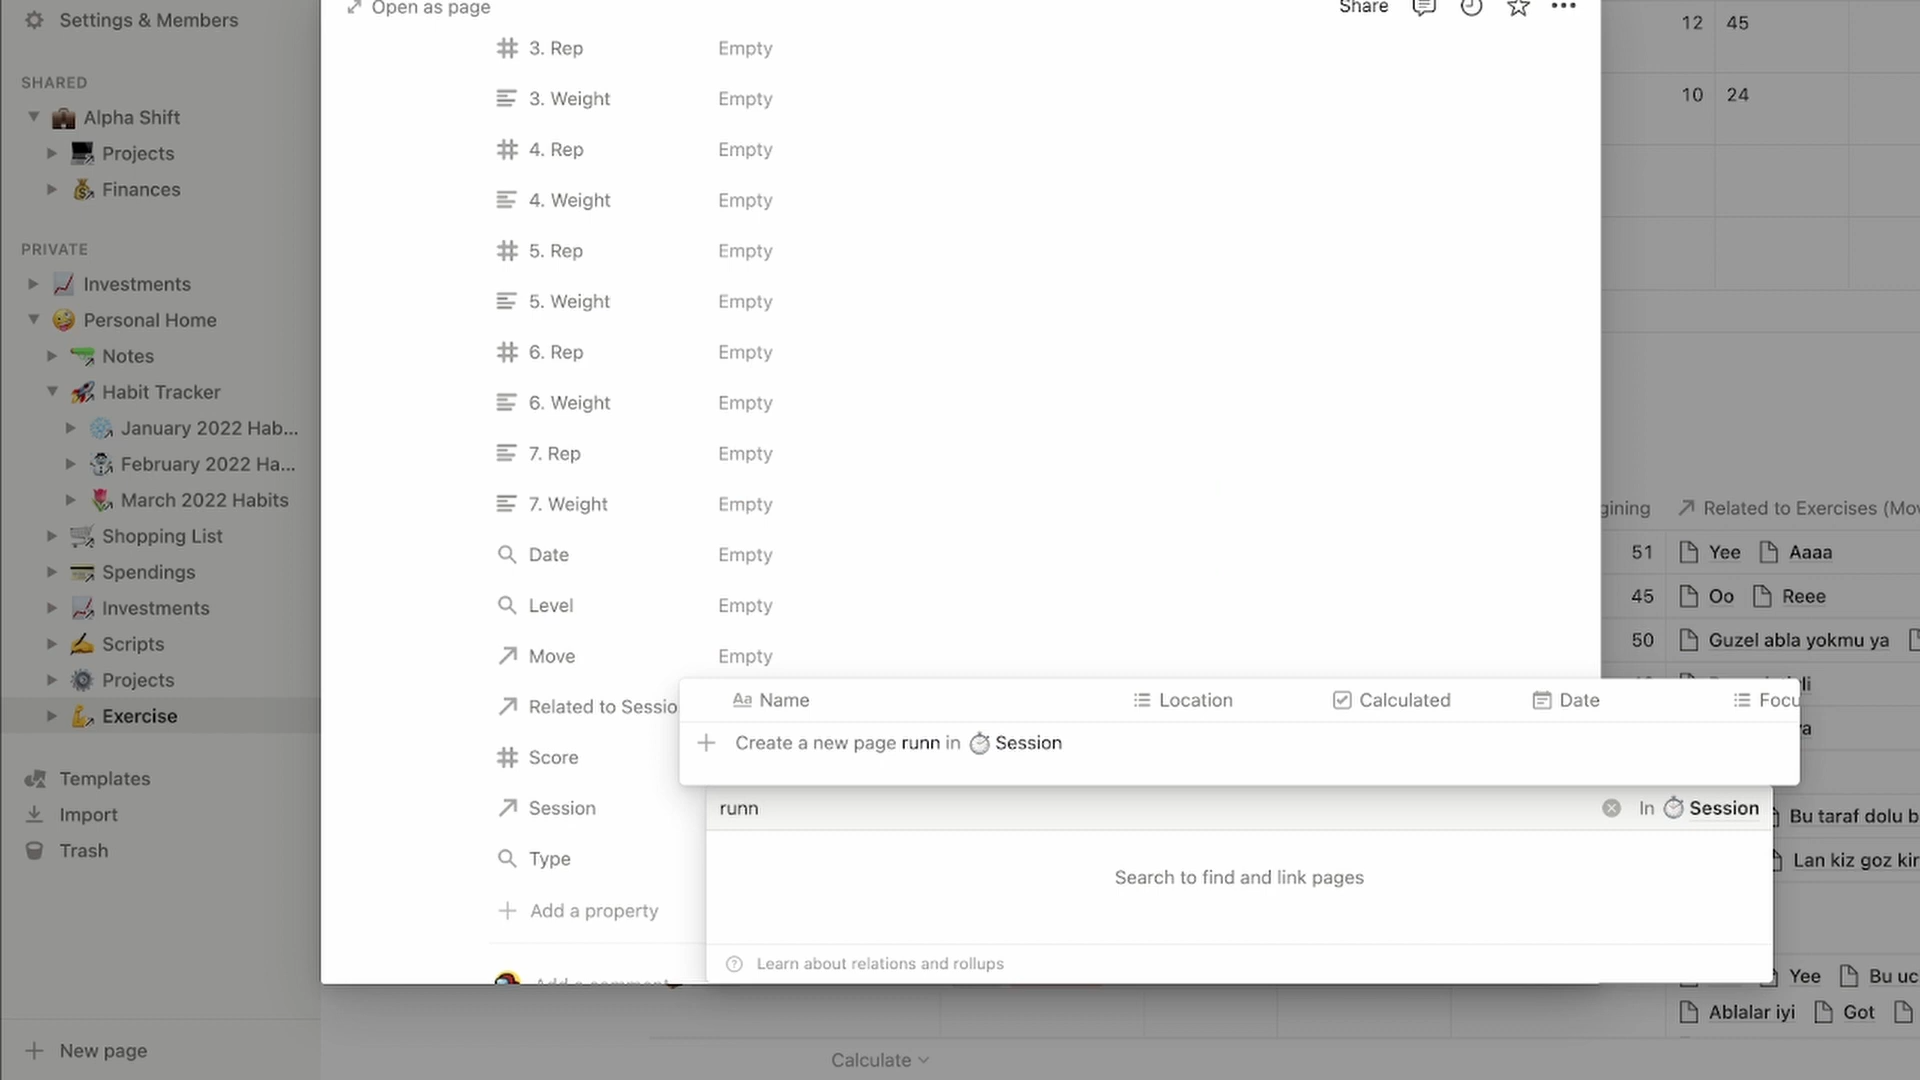 Settings & Members
SHARED
Alpha Shift
Projects
Finances
PRIVATE
Investments
Personal Home
Notes
Habit Tracker
January 2022 Hab...
February 2022 Ha...
March 2022 Habits
Shopping List
Spendings
Investments
Scripts
Projects
Exercise
Templates
Import
Trash
New page
Open as page
Share
3. Rep Empty
3. Weight Empty
4. Rep Empty
4. Weight Empty
5. Rep Empty
5. Weight Empty
6. Rep Empty
6. Weight Empty
7. Rep Empty
7. Weight Empty
Date Empty
Level Empty
Move Empty
Related to Sessio
Score
Session
Type
Add a property
Add a comment
Aa Name Location Calculated Date Focu
Create a new page runn in Session
runn In Session
Search to find and link pages
Learn about relations and rollups
12 45
10 24
gining Related to Exercises (Mov
51 Yee Aaaa
45 Oo Reee
50 Guzel abla yokmu ya
Bu taraf dolu b
Lan kiz goz kir
Yee Bu uc
Ablalar iyi Got
Calculate